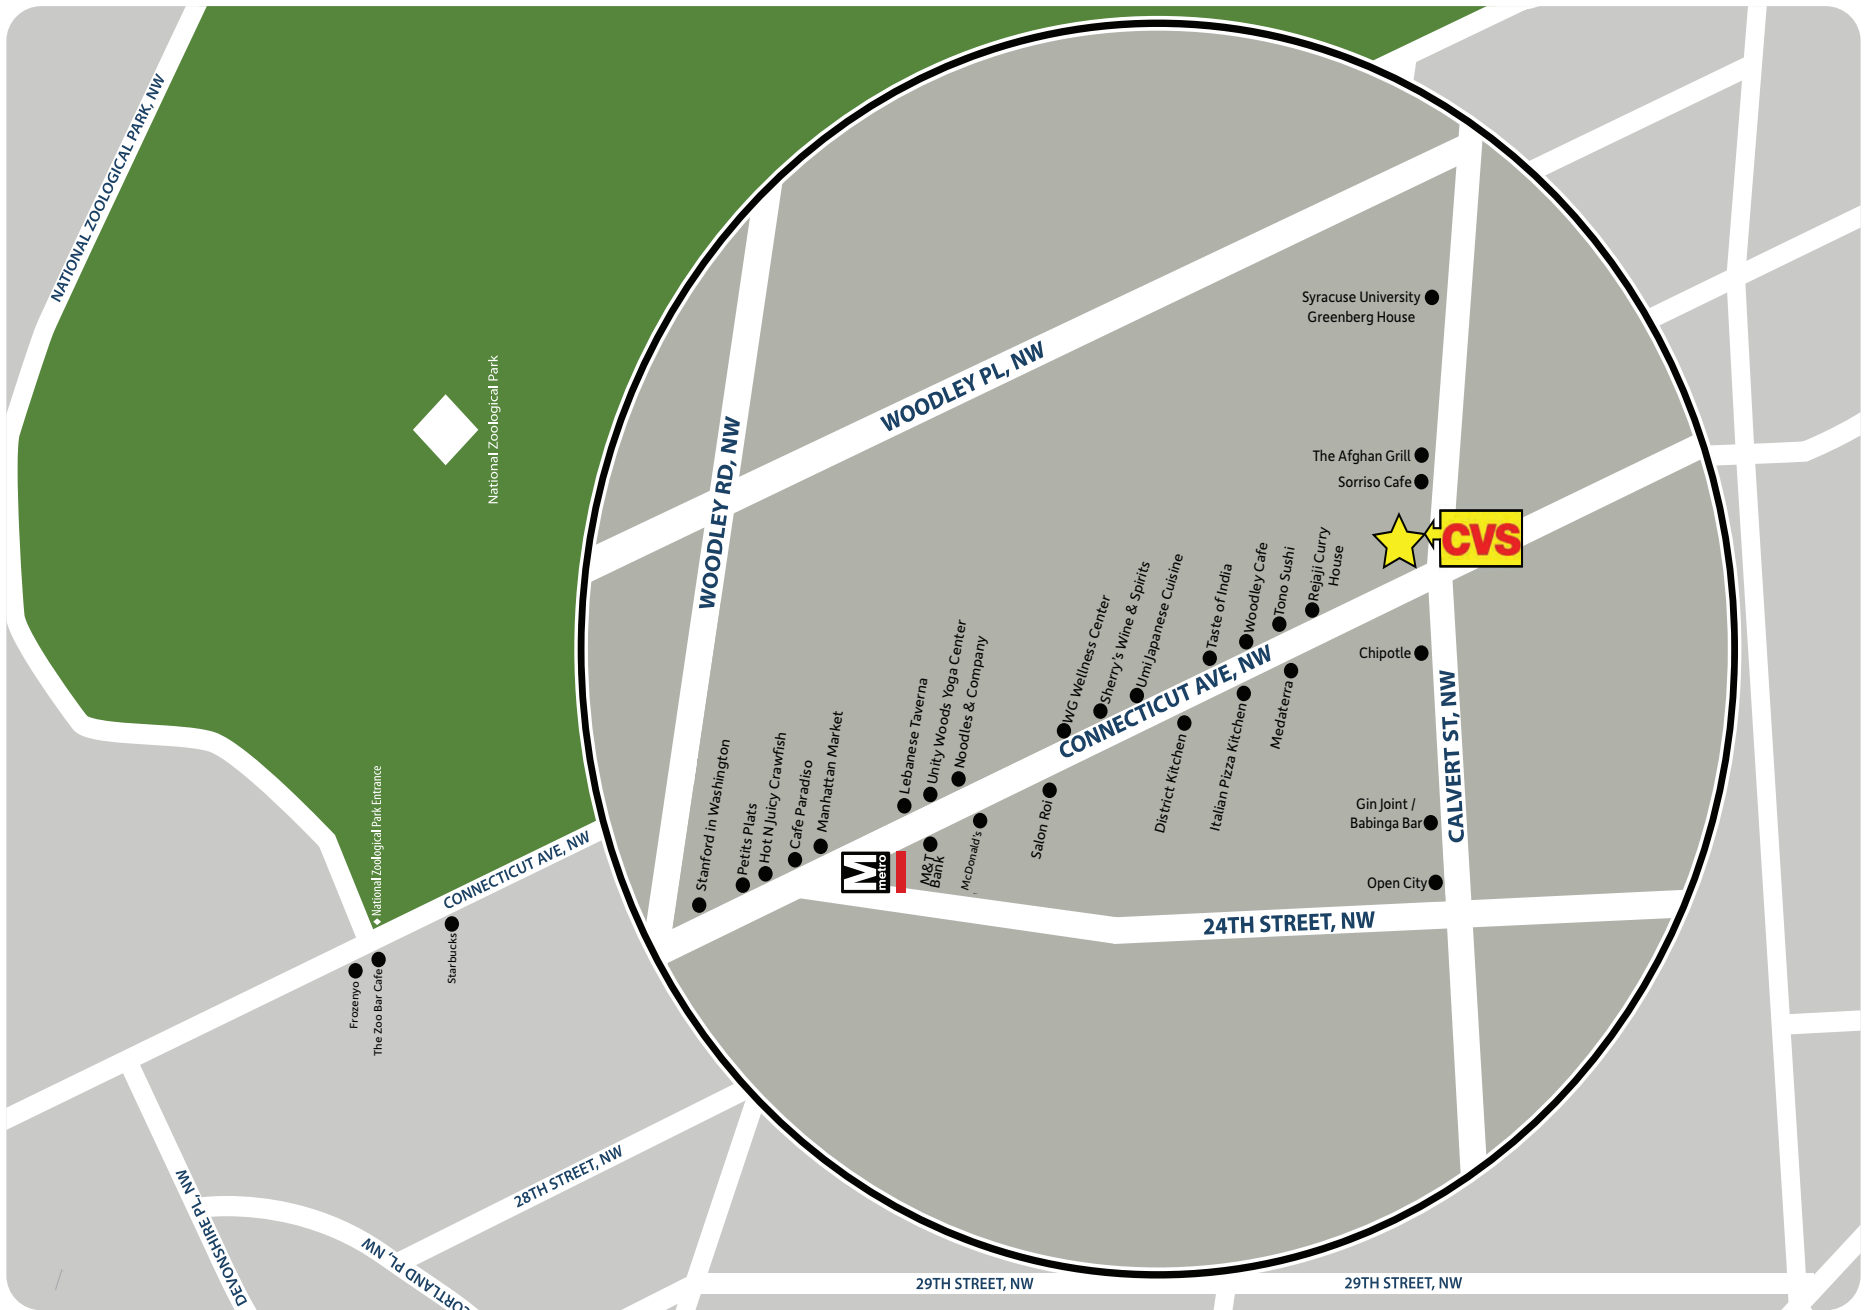 NATIONAL ZOOLOGICAL PARK, NW
National Zoological Park
National Zoological Park Entrance
CONNECTICUT AVE, NW
Starbucks
The Zoo Bar Cafe
Frozenyo
DEVONSHIRE PL, NW
CORTLAND PL, NW
28TH STREET, NW
29TH STREET, NW
29TH STREET, NW
WOODLEY RD, NW
WOODLEY PL, NW
Syracuse University
Greenberg House
The Afghan Grill
Sorriso Cafe
CVS
Chipotle
Gin Joint /
Babinga Bar
Open City
CALVERT ST, NW
24TH STREET, NW
CONNECTICUT AVE, NW
Stanford in Washington
Petits Plats
Hot N Juicy Crawfish
Cafe Paradiso
Manhattan Market
Lebanese Taverna
Unity Woods Yoga Center
Noodles & Company
WG Wellness Center
Sherry's Wine & Spirits
Umi Japanese Cuisine
Taste of India
Woodley Cafe
Tono Sushi
Rejaji Curry
House
M
metro
M&T
Bank
McDonald's
Salon Roi
District Kitchen
Italian Pizza Kitchen
Medaterra